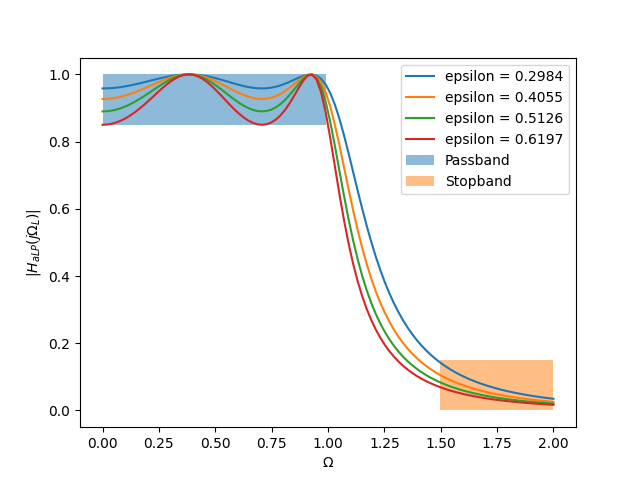 epsilon = 0.2984
epsilon = 0.4055
epsilon = 0.5126
epsilon = 0.6197
Passband
Stopband
1.0
0.8
0.6
0.4
0.2
0.0
|H_{aLP}(jΩ_L)|
0.00 0.25 0.50 0.75 1.00 1.25 1.50 1.75 2.00
Ω